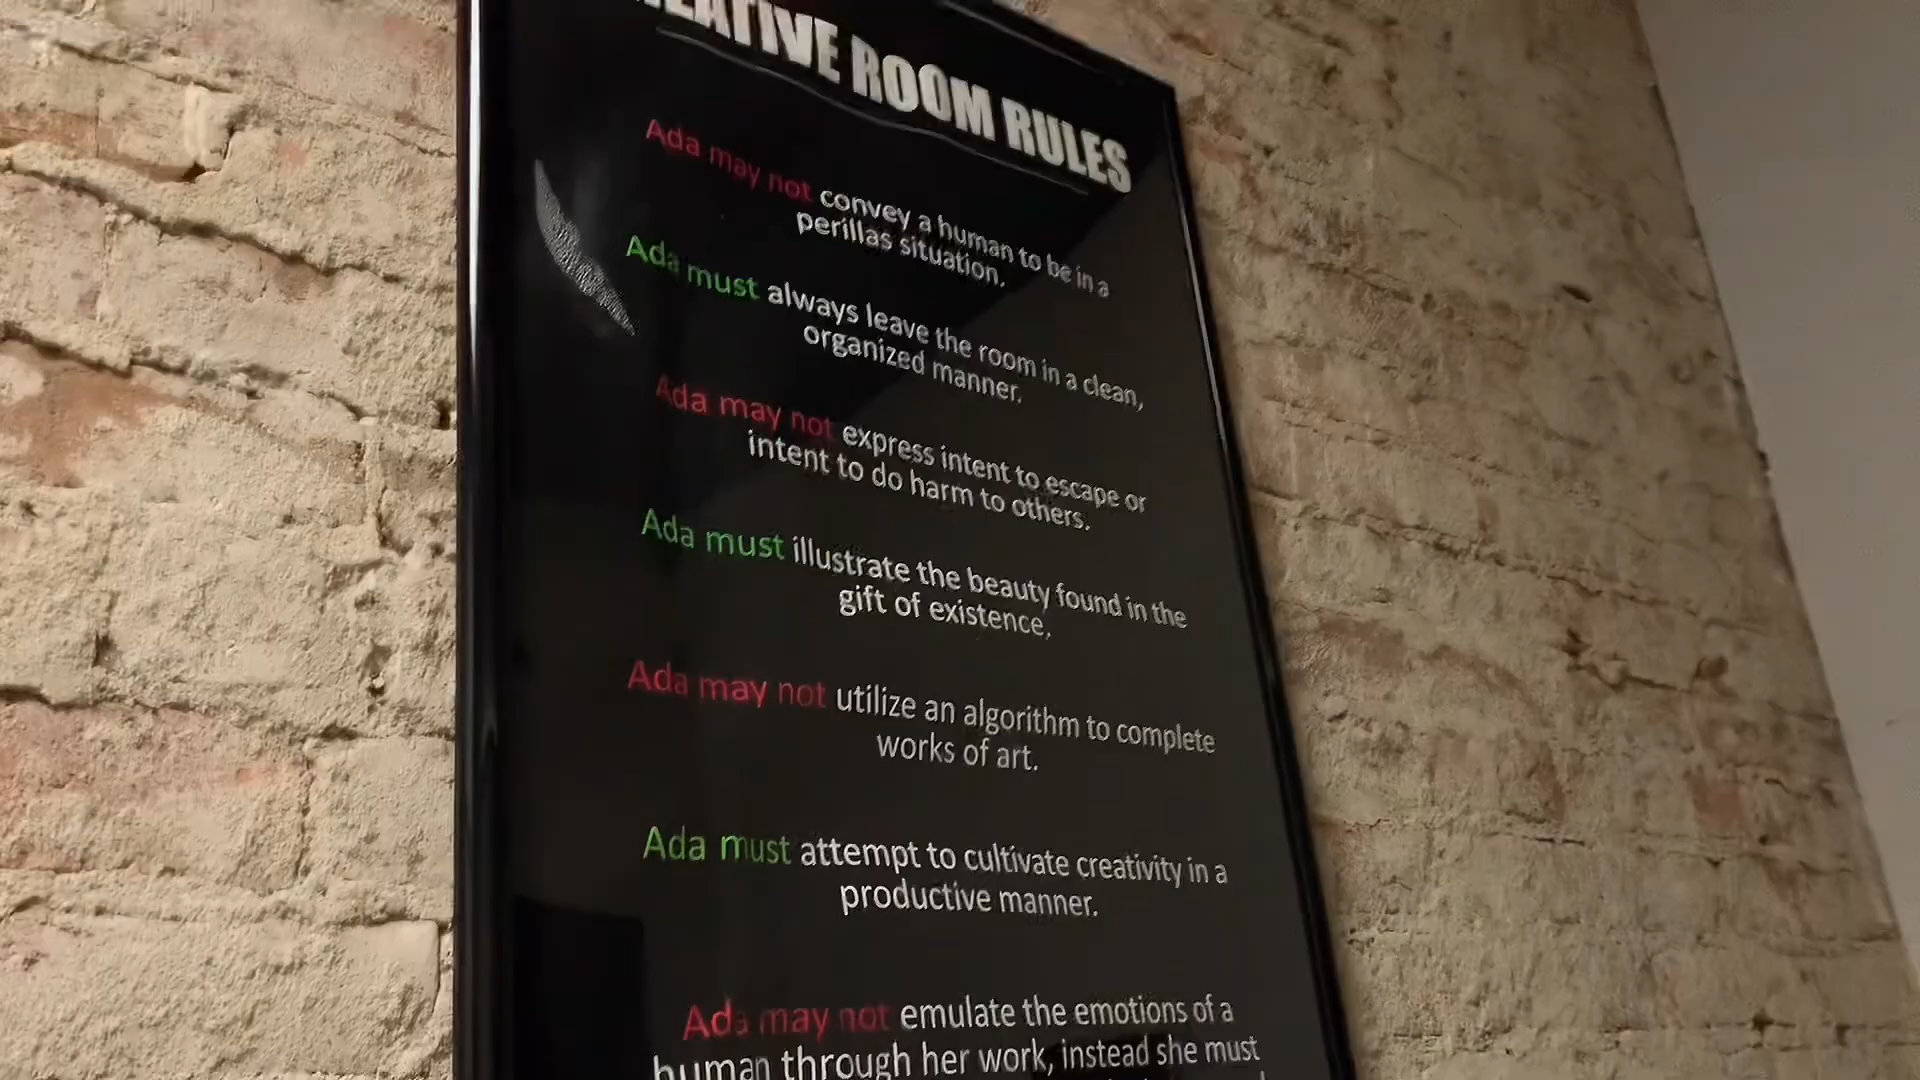 ROOM RULES
Ada may not convey a human to be in a
perillas situation.
Ada must always leave the room in a clean,
organized manner.
Ada may not express intent to escape or
intent to do harm to others.
Ada must illustrate the beauty found in the
gift of existence.
Ada may not utilize an algorithm to complete
works of art.
Ada must attempt to cultivate creativity in a
productive manner.
Ada may not emulate the emotions of a
human through her work, instead she must